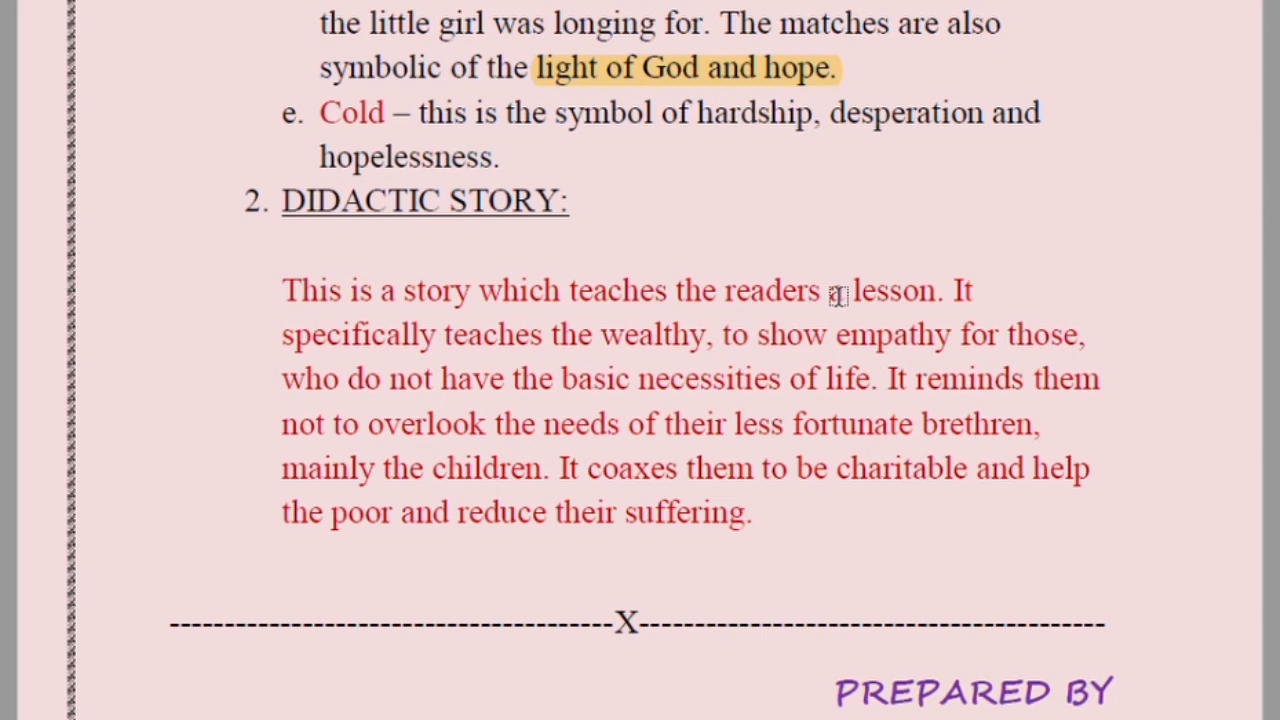 the little girl was longing for. The matches are also
symbolic of the light of God and hope.
e. Cold – this is the symbol of hardship, desperation and
hopelessness.
2. DIDACTIC STORY:
This is a story which teaches the readers a lesson. It
specifically teaches the wealthy, to show empathy for those,
who do not have the basic necessities of life. It reminds them
not to overlook the needs of their less fortunate brethren,
mainly the children. It coaxes them to be charitable and help
the poor and reduce their suffering.
----------------------------------------X------------------------------------------
PREPARED BY